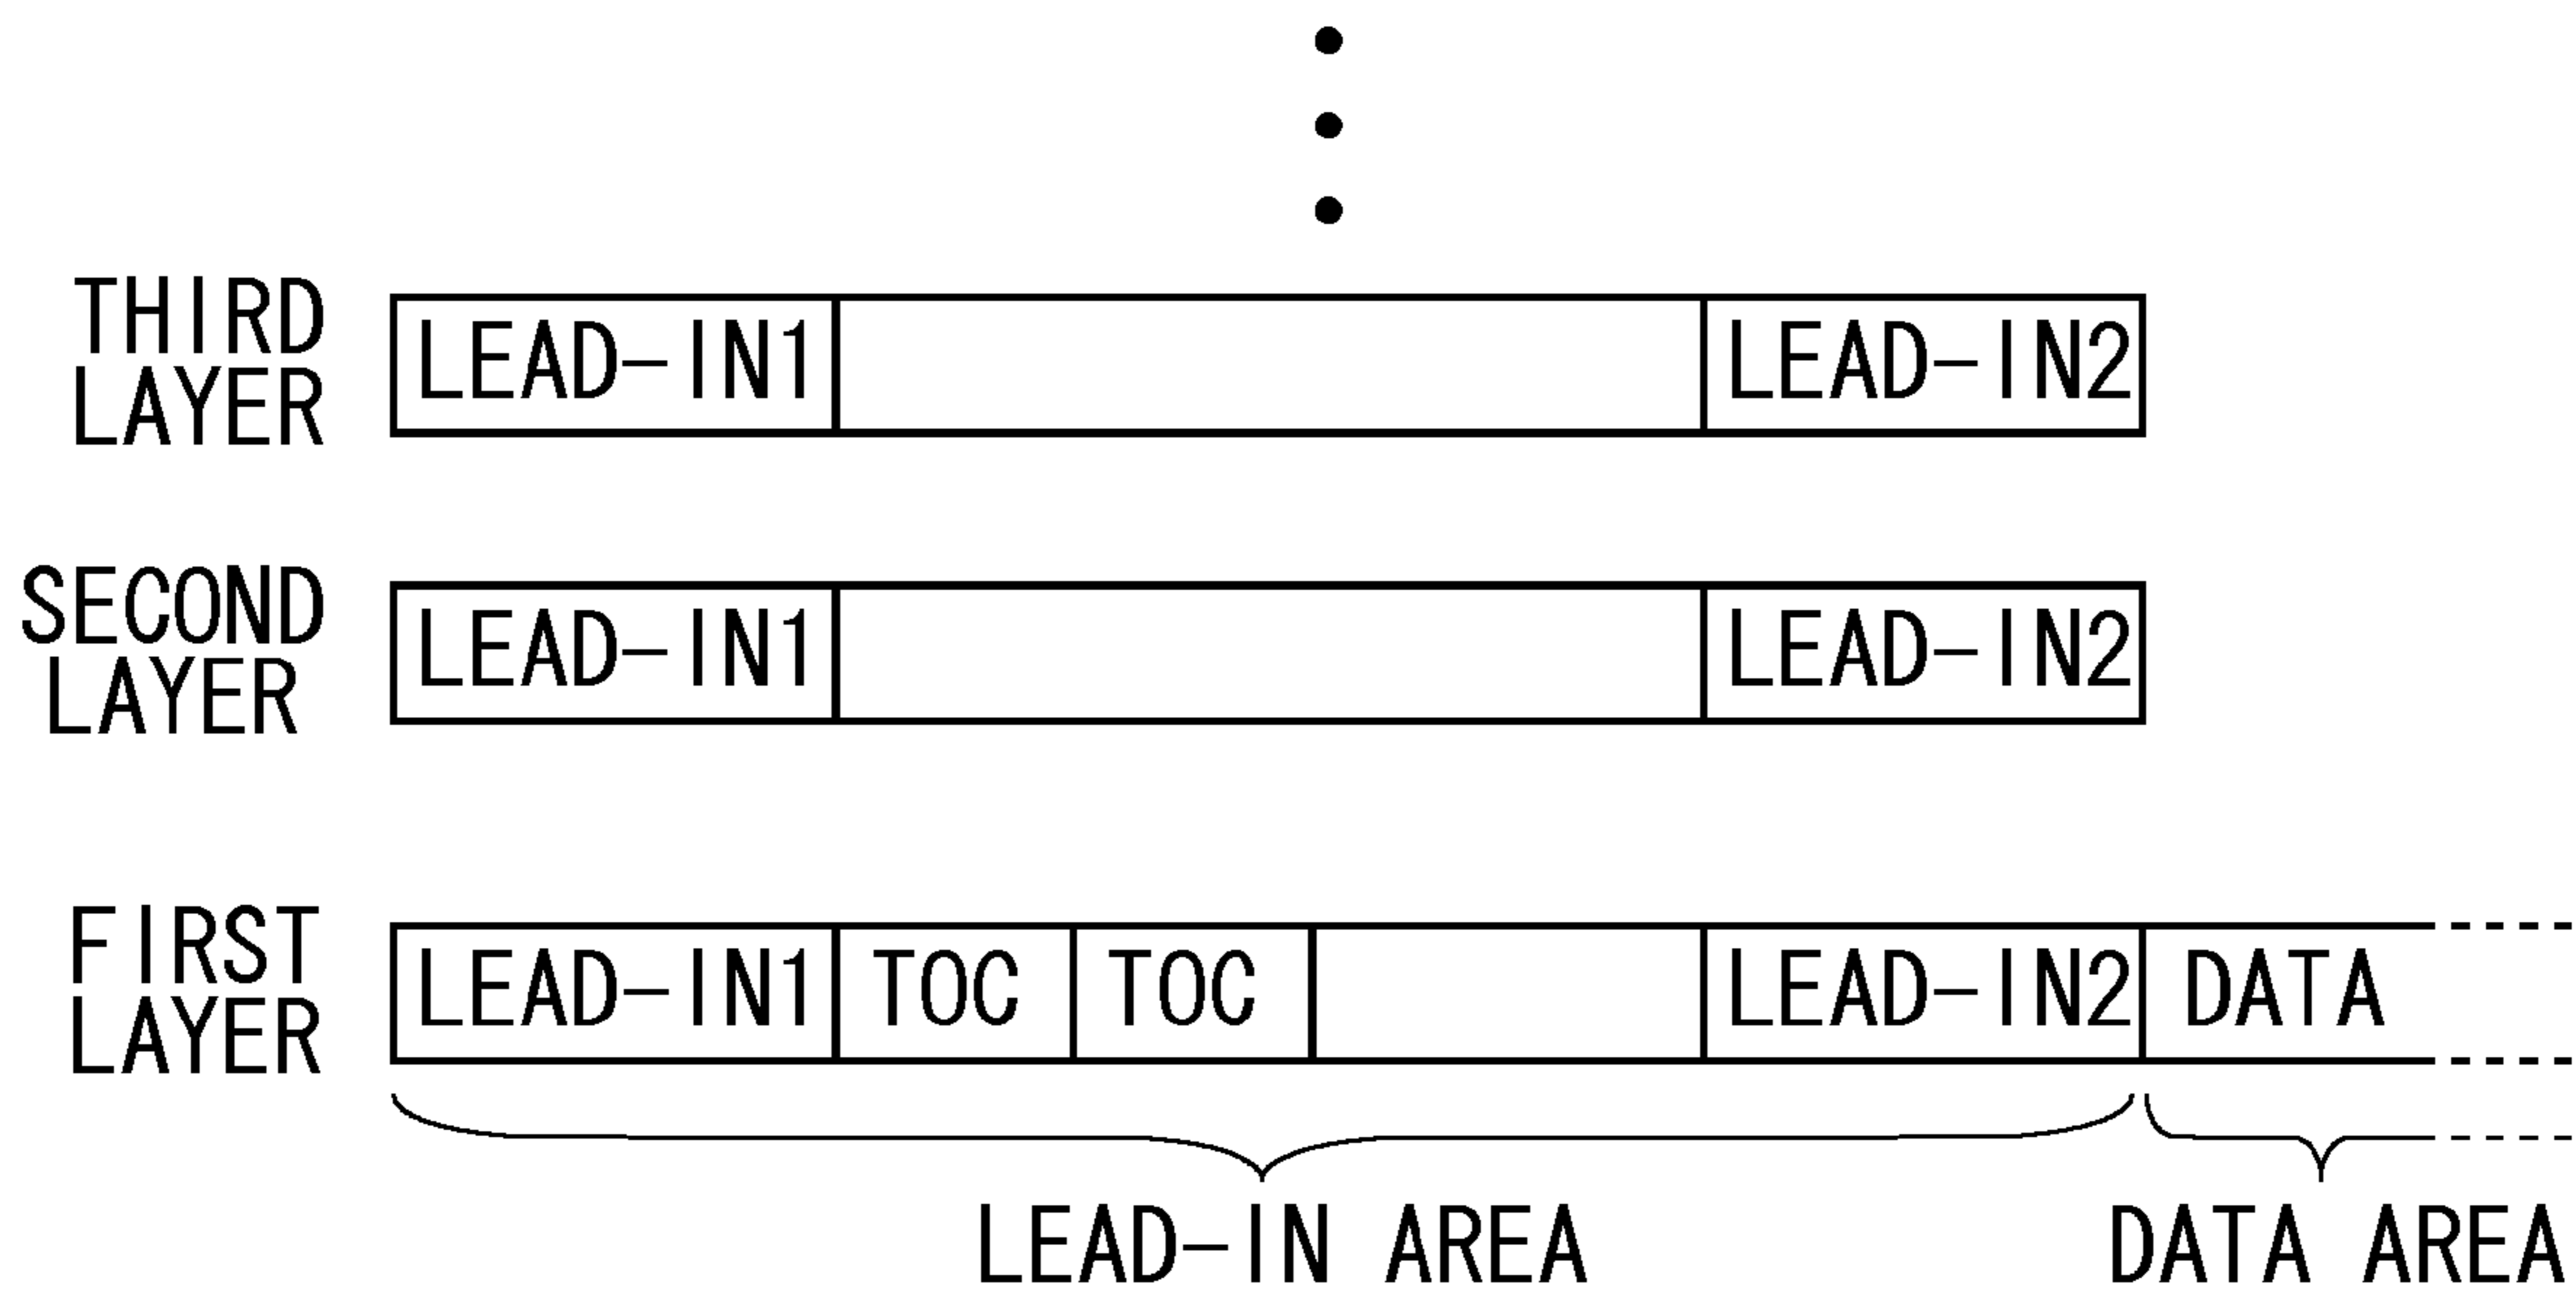 THIRD
LAYER
LEAD-IN1
LEAD-IN2
SECOND
LAYER
LEAD-IN1
LEAD-IN2
FIRST
LAYER
LEAD-IN1
TOC
TOC
LEAD-IN2
DATA
LEAD-IN AREA
DATA AREA